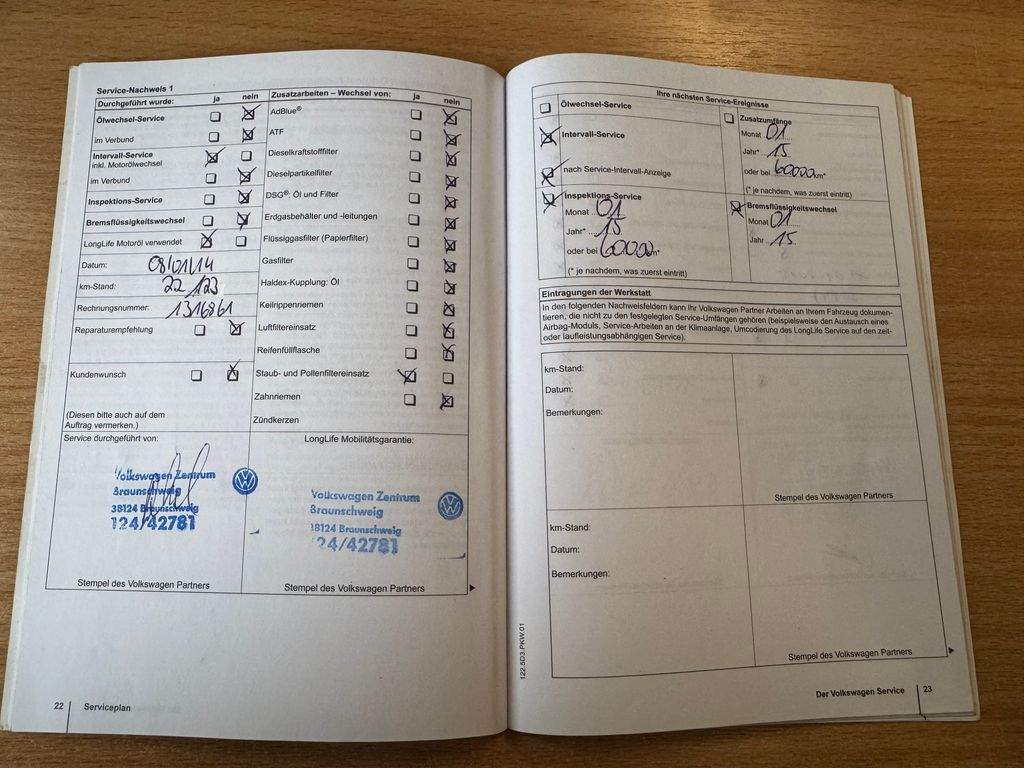 Service-Nachweis 1
Durchgeführt wurde: ja nein
Ölwechsel-Service
im Verbund
Intervall-Service
inkl. Motorölwechsel
im Verbund
Inspektions-Service
Bremsflüssigkeitswechsel
LongLife Motoröl verwendet
Datum: 08/01/14
km-Stand: 22 123
Rechnungsnummer: 1316861
Reparaturempfehlung
Kundenwunsch
(Diesen bitte auch auf dem
Auftrag vermerken.)
Zusatzarbeiten – Wechsel von: ja nein
AdBlue®
ATF
Dieselkraftstofffilter
Dieselpartikelfilter
DSG®: Öl und Filter
Erdgasbehälter und -leitungen
Flüssiggasfilter (Papierfilter)
Gasfilter
Haldex-Kupplung: Öl
Keilrippenriemen
Luftfiltereinsatz
Reifenfüllflasche
Staub- und Pollenfiltereinsatz
Zahnriemen
Zündkerzen
Service durchgeführt von:
Volkswagen Zentrum
Braunschweig
38124 Braunschweig
124/42781
Stempel des Volkswagen Partners
LongLife Mobilitätsgarantie:
Volkswagen Zentrum
Braunschweig
38124 Braunschweig
124/42781
Stempel des Volkswagen Partners
22 Serviceplan
Ihre nächsten Service-Ereignisse
Ölwechsel-Service
Intervall-Service
nach Service-Intervall-Anzeige
Inspektions-Service
Monat 01
Jahr* 15
oder bei 60000 km*
(* je nachdem, was zuerst eintritt)
Zusatzumfänge
Monat 01
Jahr* 15
oder bei 60000 km*
(* je nachdem, was zuerst eintritt)
Bremsflüssigkeitswechsel
Monat 01
Jahr 15
Eintragungen der Werkstatt
In den folgenden Nachweisfeldern kann Ihr Volkswagen Partner Arbeiten an Ihrem Fahrzeug dokumen-
tieren, die nicht zu den festgelegten Service-Umfängen gehören (beispielsweise den Austausch eines
Airbag-Moduls, Service-Arbeiten an der Klimaanlage, Umcodierung des LongLife Service auf den zeit-
oder laufleistungsabhängigen Service).
km-Stand:
Datum:
Bemerkungen:
Stempel des Volkswagen Partners
km-Stand:
Datum:
Bemerkungen:
Stempel des Volkswagen Partners
122.5D3.PKW.01
Der Volkswagen Service 23